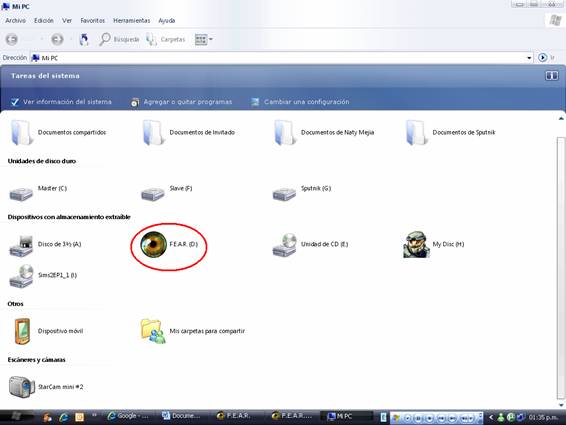 Mi PC
Archivo Edición Ver Favoritos Herramientas Ayuda
Búsqueda Carpetas
Dirección Mi PC Ir
Tareas del sistema
Ver información del sistema Agregar o quitar programas Cambiar una configuración
Documentos compartidos Documentos de Invitado Documentos de Naty Mejia Documentos de Sputnik
Unidades de disco duro
Master (C) Slave (F) Sputnik (G)
Dispositivos con almacenamiento extraíble
Disco de 3½ (A) F.E.A.R. (D) Unidad de CD (E) My Disc (H)
Sims2EP1_1 (I)
Otros
Dispositivo móvil Mis carpetas para compartir
Escáneres y cámaras
StarCam mini #2
Google - ... Docume... F.E.A.R. F.E.A.R.... Mi PC 01:35 p.m.